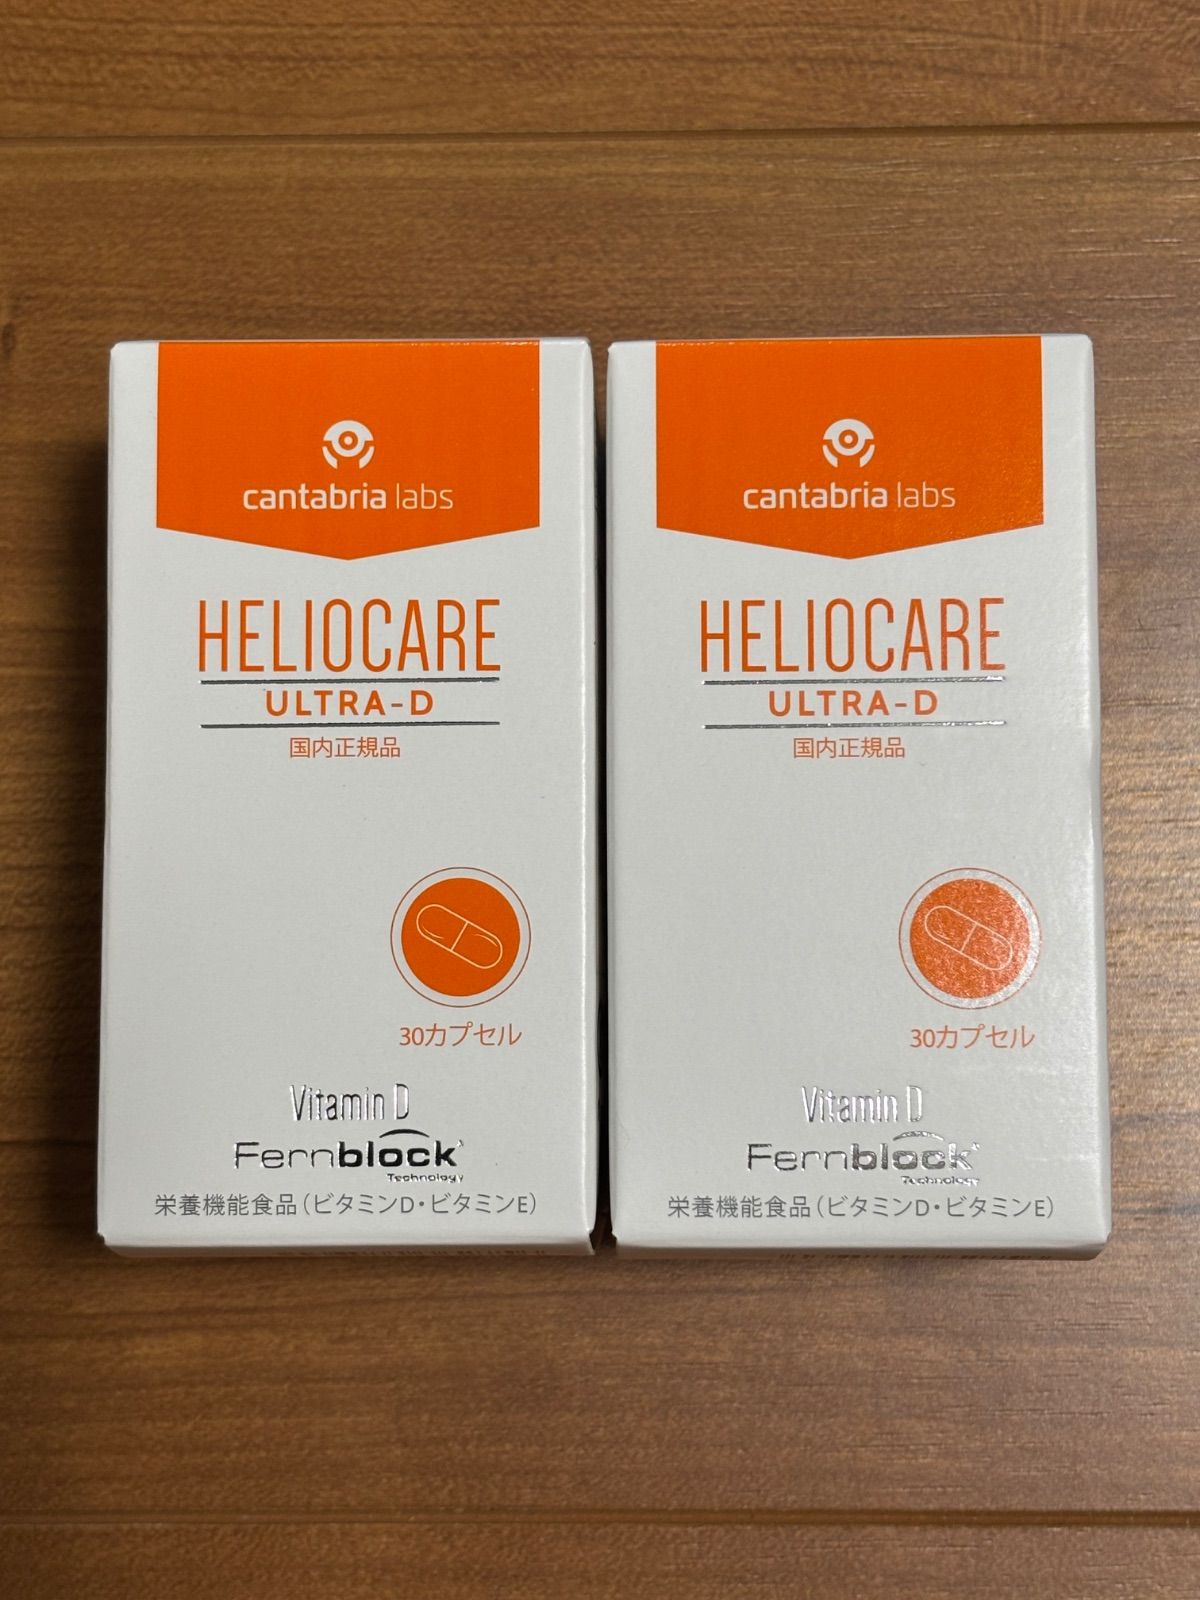 cantabria labs
HELIOCARE
ULTRA-D
国内正規品
30カプセル
Vitamin D
Fernblock
Technology
栄養機能食品(ビタミンD・ビタミンE)
cantabria labs
HELIOCARE
ULTRA-D
国内正規品
30カプセル
Vitamin D
Fernblock
Technology
栄養機能食品(ビタミンD・ビタミンE)